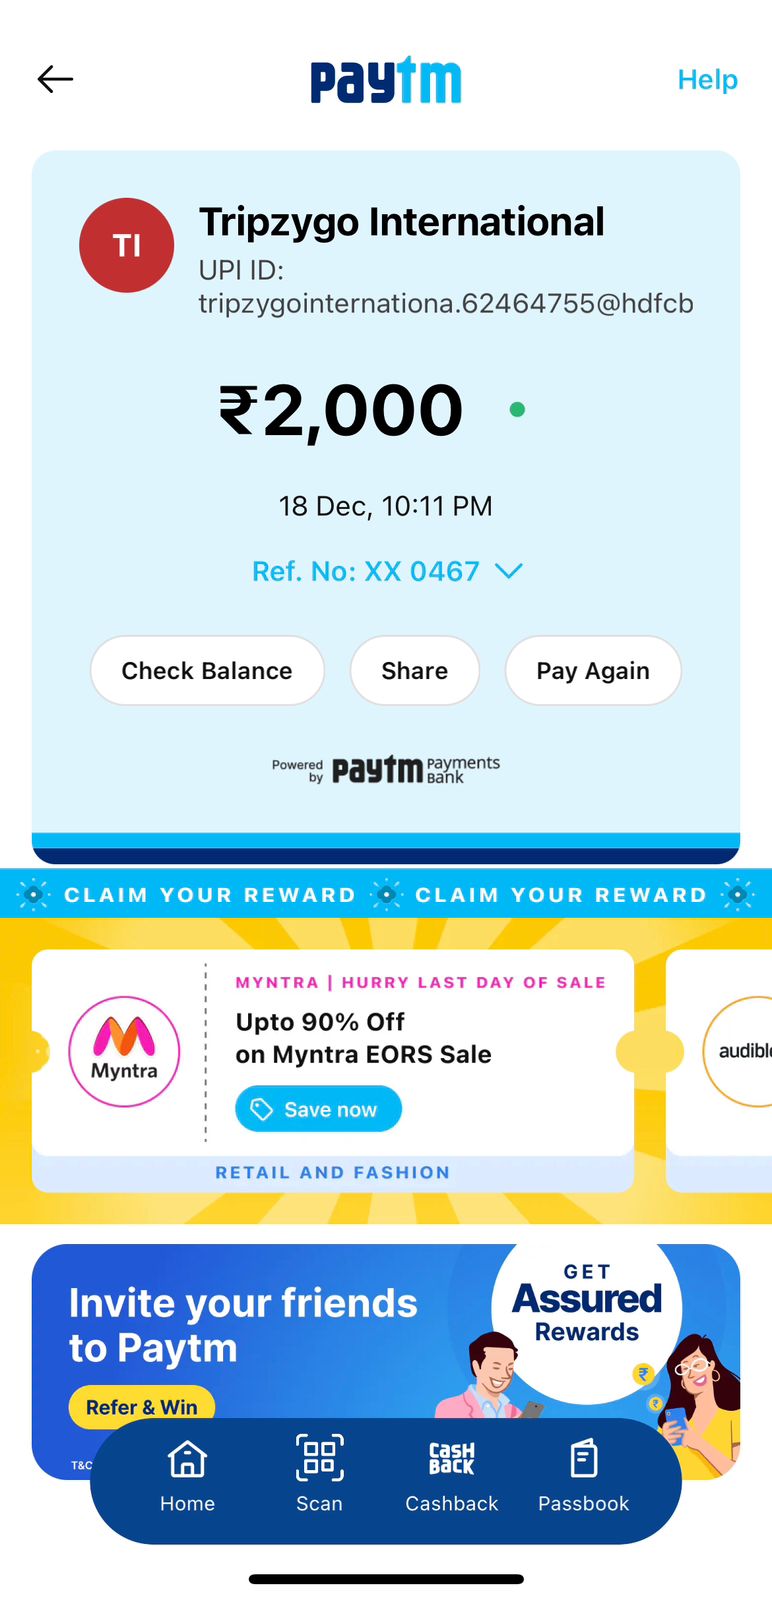 paytm
Help
TI
Tripzygo International
UPI ID:
tripzygointernationa.62464755@hdfcb
₹2,000
18 Dec, 10:11 PM
Ref. No: XX 0467
Check Balance
Share
Pay Again
Powered by paytm Payments Bank
CLAIM YOUR REWARD CLAIM YOUR REWARD
MYNTRA | HURRY LAST DAY OF SALE
Upto 90% Off
on Myntra EORS Sale
Myntra
Save now
RETAIL AND FASHION
audible
Invite your friends
to Paytm
Refer & Win
T&C
GET
Assured
Rewards
₹
₹
CASH
BACK
Home
Scan
Cashback
Passbook